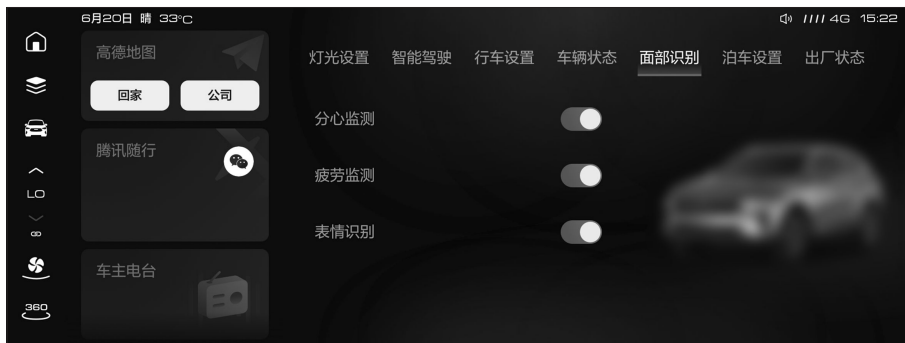 6月20日 晴 33°C
4G 15:22
高德地图
回家 公司
腾讯随行
车主电台
LO
360
灯光设置 智能驾驶 行车设置 车辆状态 面部识别 泊车设置 出厂状态
分心监测
疲劳监测
表情识别